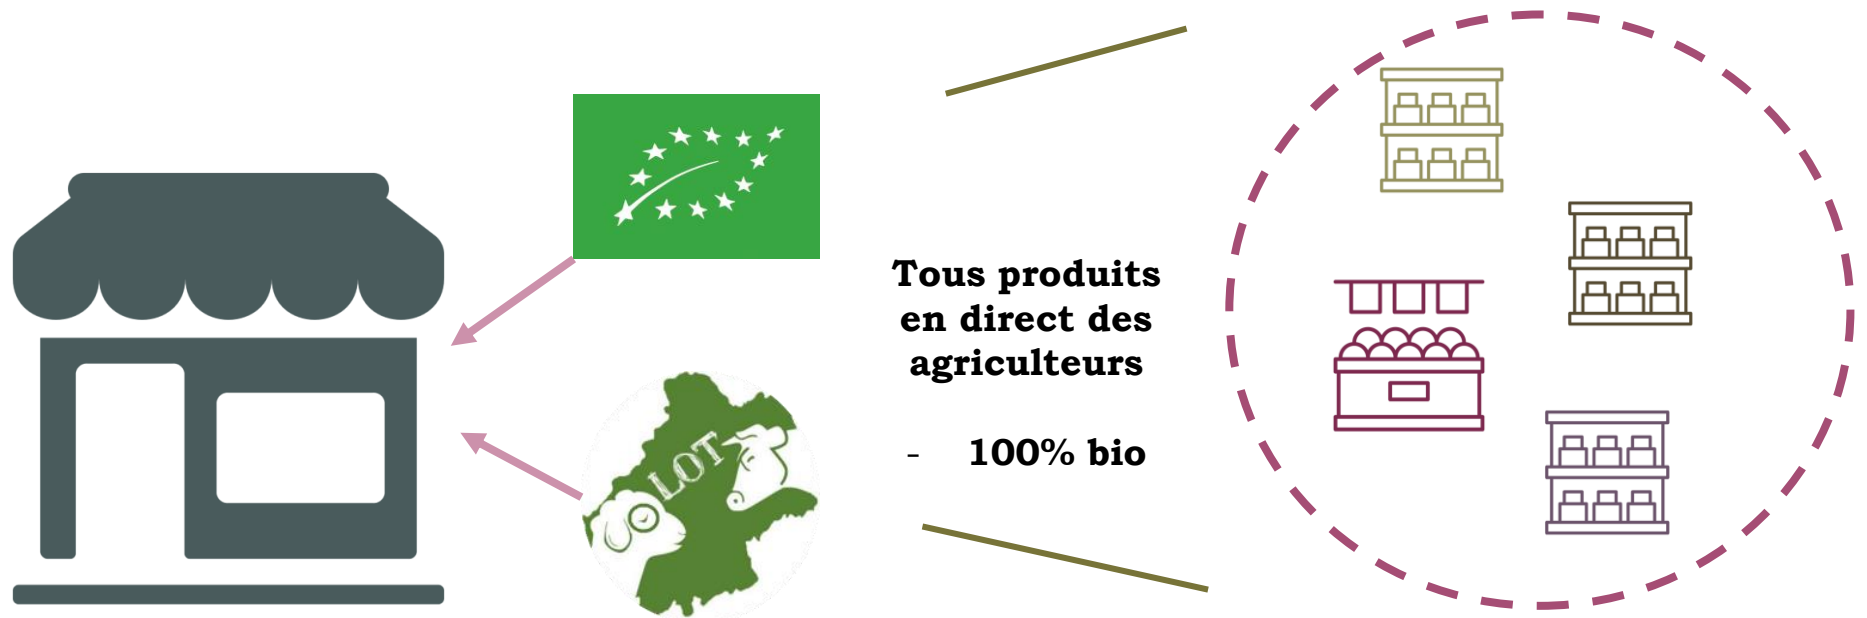 LOT
Tous produits
en direct des
agriculteurs
- 100% bio